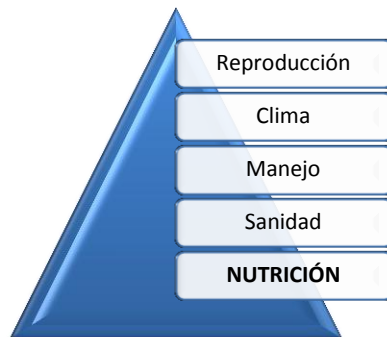 Reproducción
Clima
Manejo
Sanidad
NUTRICIÓN